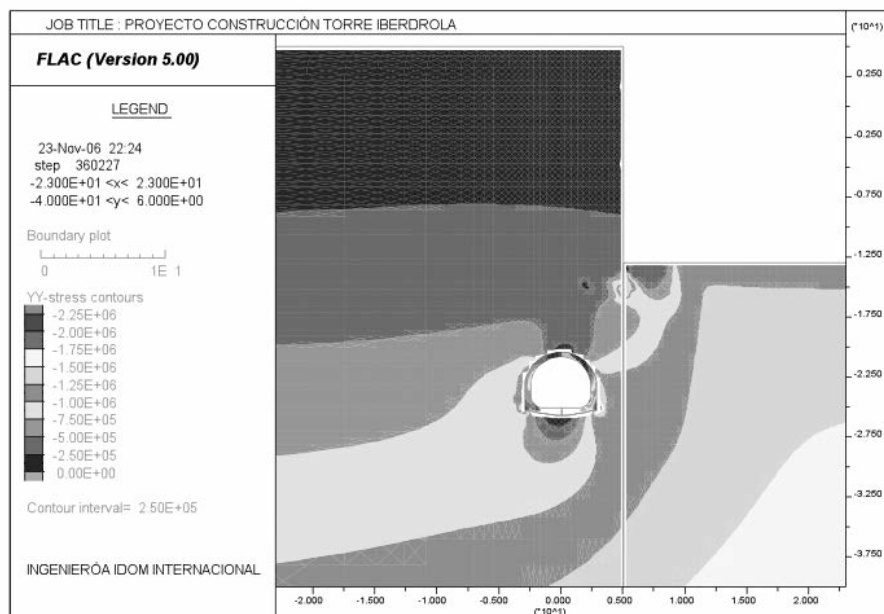 JOB TITLE : PROYECTO CONSTRUCCIÓN TORRE IBERDROLA
(*10^1)
FLAC (Version 5.00)
LEGEND
23-Nov-06 22:24
step 360227
-2.300E+01 <x< 2.300E+01
-4.000E+01 <y< 6.000E+00
Boundary plot
0 1E 1
YY-stress contours
-2.25E+06
-2.00E+06
-1.75E+06
-1.50E+06
-1.25E+06
-1.00E+06
-7.50E+05
-5.00E+05
-2.50E+05
0.00E+00
Contour interval= 2.50E+05
INGENIERÓA IDOM INTERNACIONAL
0.250
-0.250
-0.750
-1.250
-1.750
-2.250
-2.750
-3.250
-3.750
-2.000 -1.500 -1.000 -0.500 0.000 0.500 1.000 1.500 2.000
(*10^1)